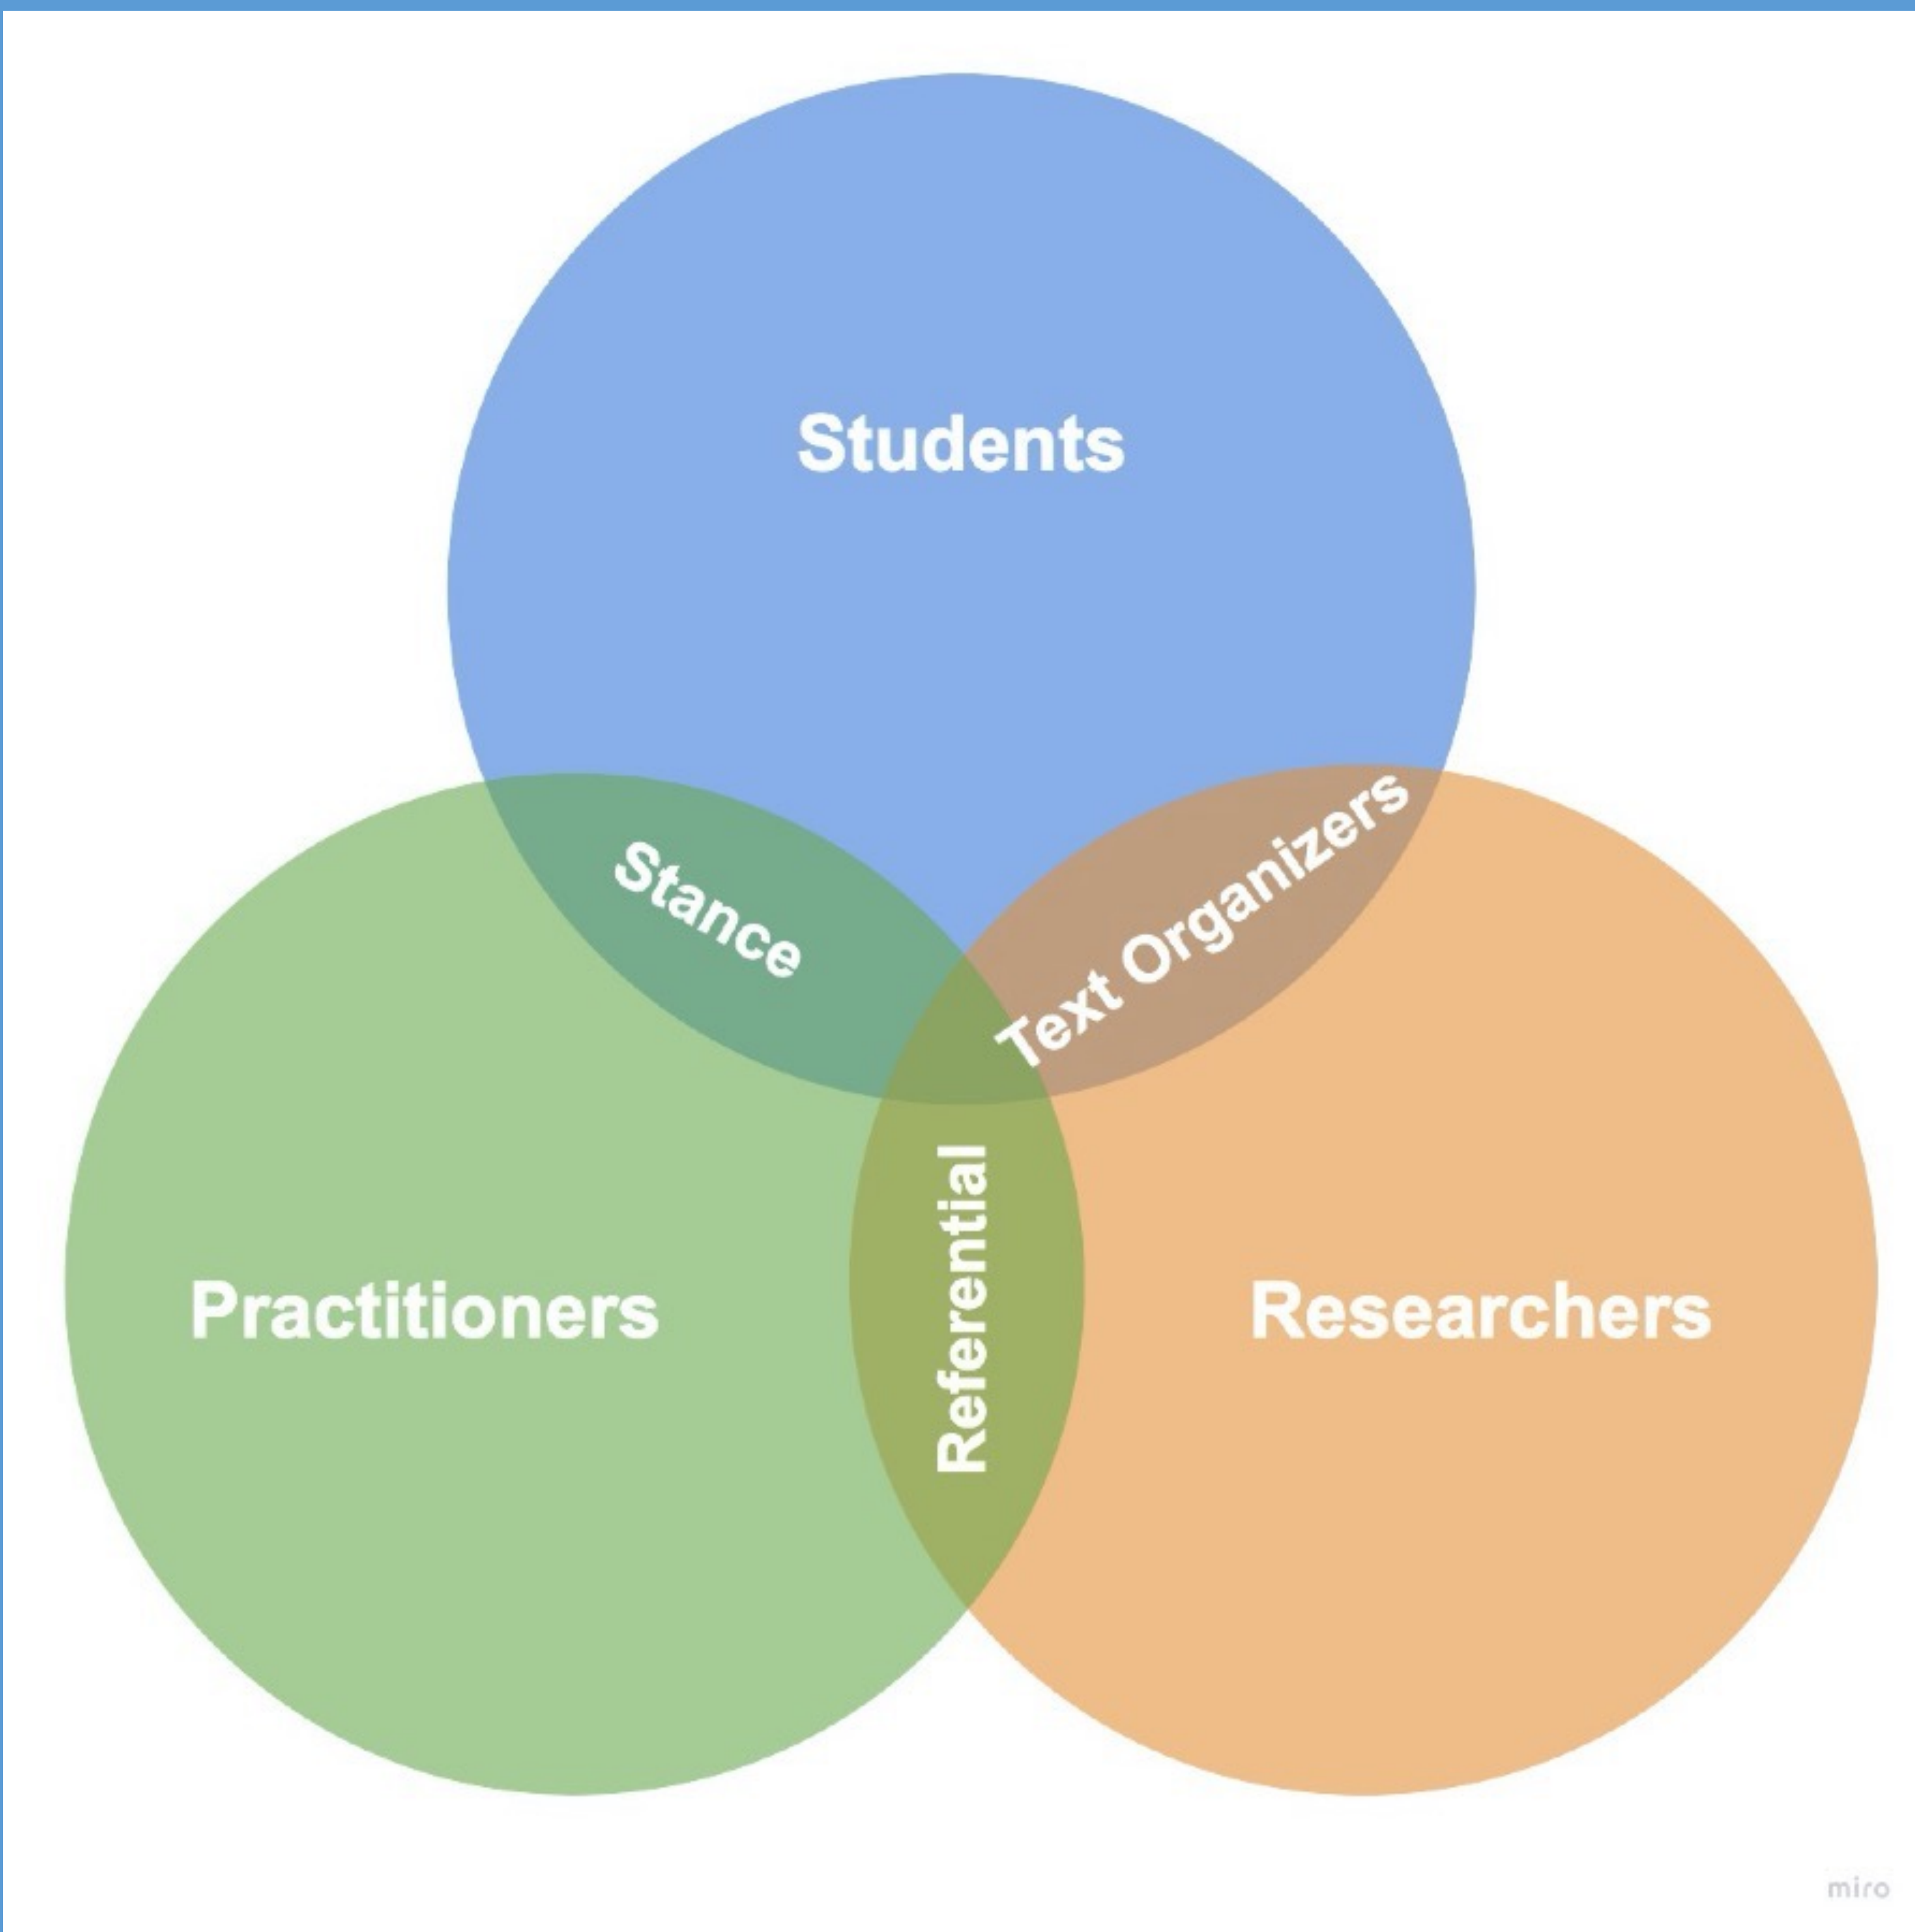 Students
Stance
Text Organizers
Referential
Practitioners
Researchers
miro